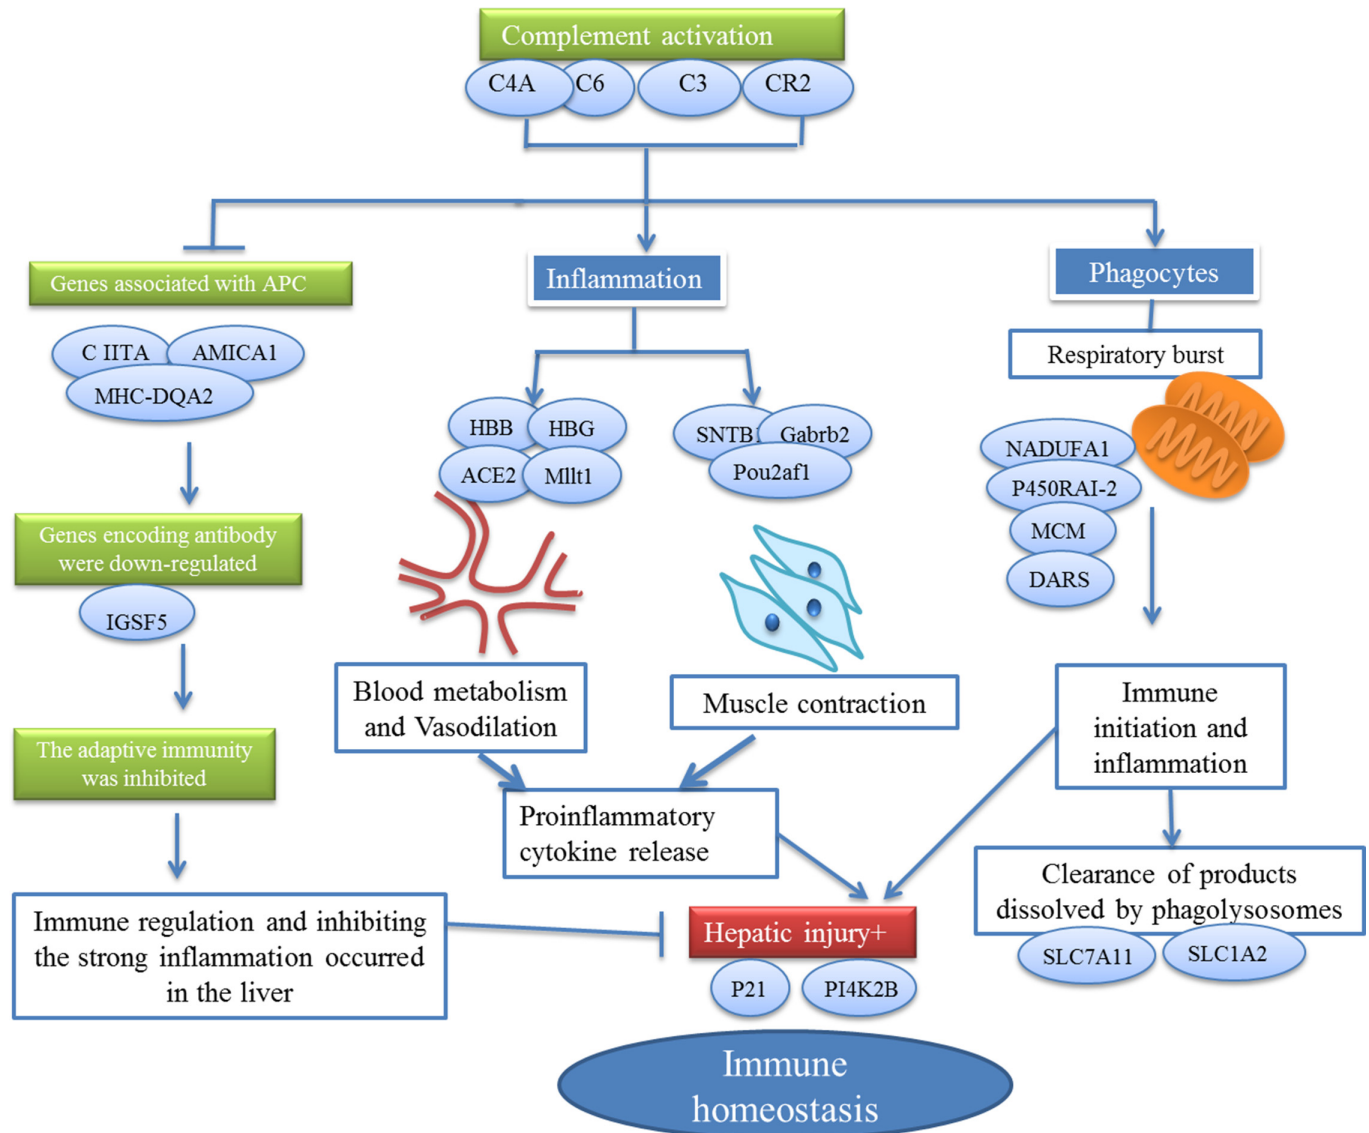 Complement activation
C4A
C6
C3
CR2
Genes associated with APC
Inflammation
Phagocytes
Respiratory burst
C IITA
AMICA1
MHC-DQA2
HBB
HBG
ACE2
Mllt1
SNTB1
Gabrb2
Pou2af1
NADUFA1
P450RAI-2
MCM
DARS
Genes encoding antibody
were down-regulated
IGSF5
Blood metabolism
and Vasodilation
Muscle contraction
Immune
initiation and
inflammation
The adaptive immunity
was inhibited
Proinflammatory
cytokine release
Clearance of products
dissolved by phagolysosomes
SLC7A11
SLC1A2
Immune regulation and inhibiting
the strong inflammation occurred
in the liver
Hepatic injury+
P21
PI4K2B
Immune
homeostasis